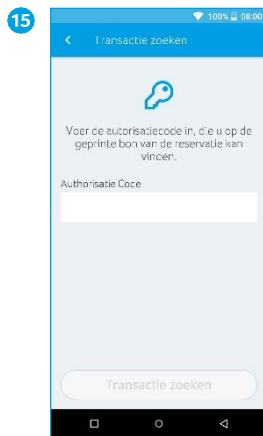 15
100% 08:00
Transactie zoeken
Voer de autorisatiecode in, die u op de
geprinte bon van de reservatie kan
vinden.
Authorisatie Code
Transactie zoeken